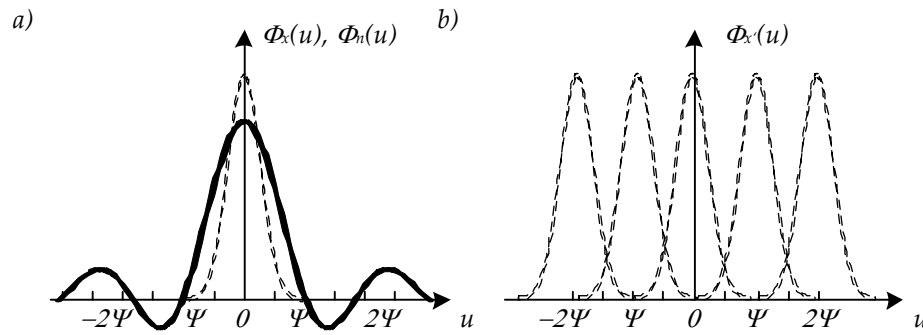 a)
Φx(u), Φn(u)
−2Ψ Ψ 0 Ψ 2Ψ u
b)
Φx'(u)
−2Ψ Ψ 0 Ψ 2Ψ u